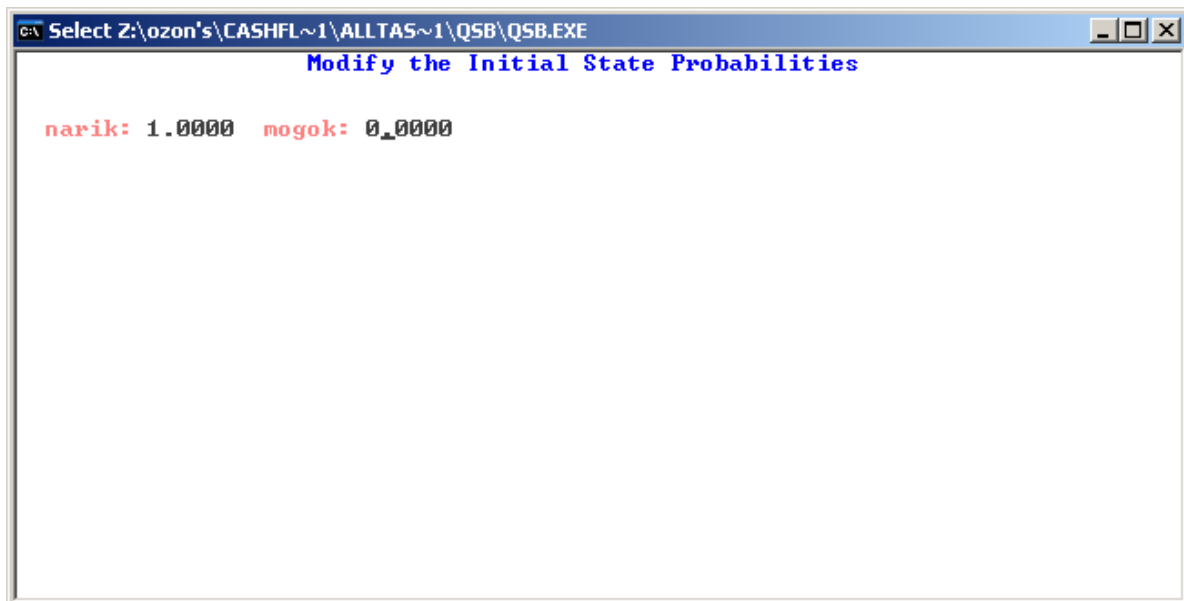 Select Z:\ozon's\CASHFL~1\ALLTAS~1\QSB\QSB.EXE
Modify the Initial State Probabilities
narik: 1.0000 mogok: 0.0000